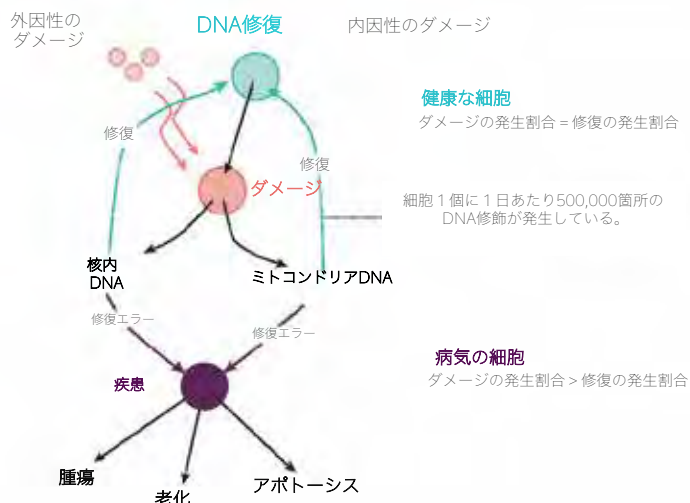 外因性の
ダメージ
DNA修復
内因性のダメージ
健康な細胞
ダメージの発生割合 = 修復の発生割合
修復
修復
ダメージ
細胞１個に１日あたり500,000箇所の
DNA修飾が発生している。
核内
DNA
ミトコンドリアDNA
修復エラー
修復エラー
病気の細胞
ダメージの発生割合 > 修復の発生割合
疾患
腫瘍
老化
アポトーシス